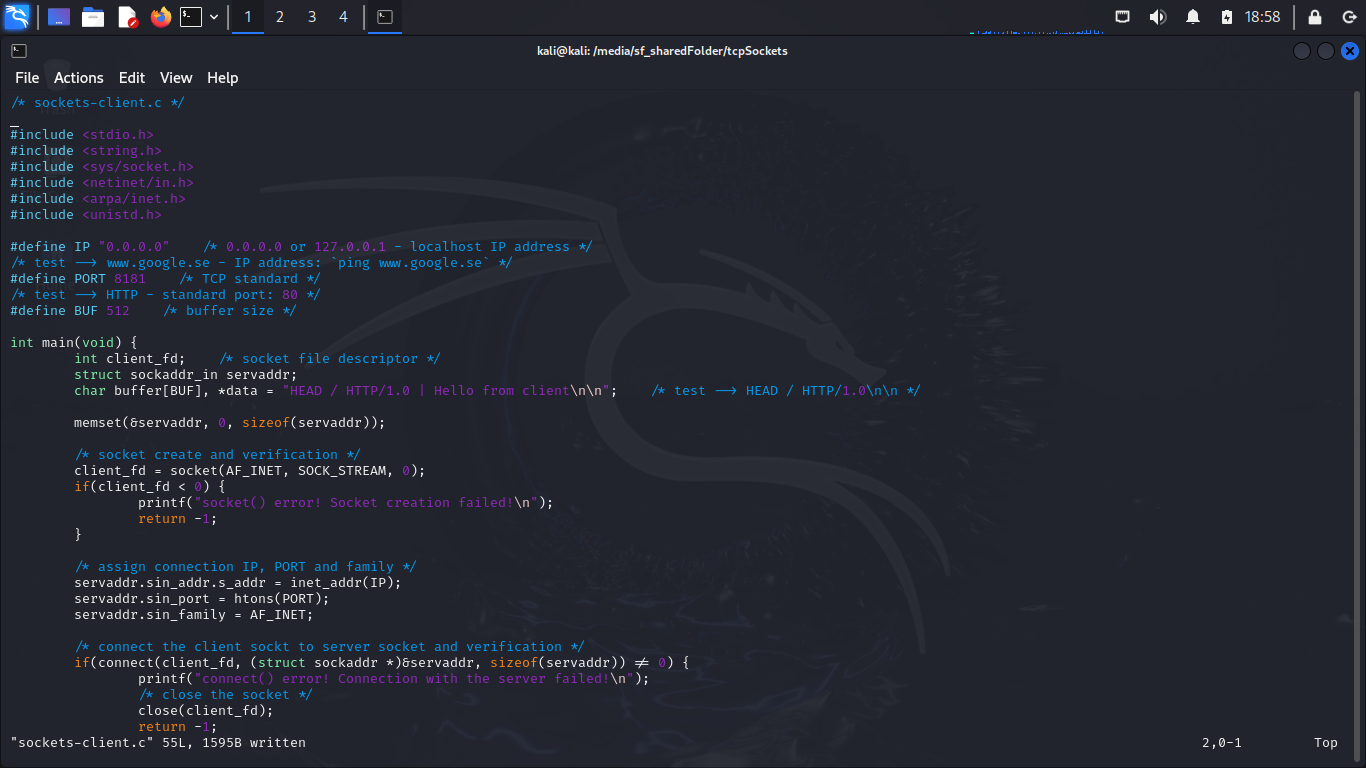 1 2 3 4 18:58
kali@kali: /media/sf_sharedFolder/tcpSockets
File Actions Edit View Help
/* sockets-client.c */
#include <stdio.h>
#include <string.h>
#include <sys/socket.h>
#include <netinet/in.h>
#include <arpa/inet.h>
#include <unistd.h>
#define IP "0.0.0.0"    /* 0.0.0.0 or 127.0.0.1 - localhost IP address */
/* test --> www.google.se - IP address: `ping www.google.se` */
#define PORT 8181    /* TCP standard */
/* test --> HTTP - standard port: 80 */
#define BUF 512    /* buffer size */
int main(void) {
        int client_fd;    /* socket file descriptor */
        struct sockaddr_in servaddr;
        char buffer[BUF], *data = "HEAD / HTTP/1.0 | Hello from client\n\n";    /* test --> HEAD / HTTP/1.0\n\n */
        memset(&servaddr, 0, sizeof(servaddr));
        /* socket create and verification */
        client_fd = socket(AF_INET, SOCK_STREAM, 0);
        if(client_fd < 0) {
                printf("socket() error! Socket creation failed!\n");
                return -1;
        }
        /* assign connection IP, PORT and family */
        servaddr.sin_addr.s_addr = inet_addr(IP);
        servaddr.sin_port = htons(PORT);
        servaddr.sin_family = AF_INET;
        /* connect the client sockt to server socket and verification */
        if(connect(client_fd, (struct sockaddr *)&servaddr, sizeof(servaddr)) != 0) {
                printf("connect() error! Connection with the server failed!\n");
                /* close the socket */
                close(client_fd);
                return -1;
"sockets-client.c" 55L, 1595B written 2,0-1 Top